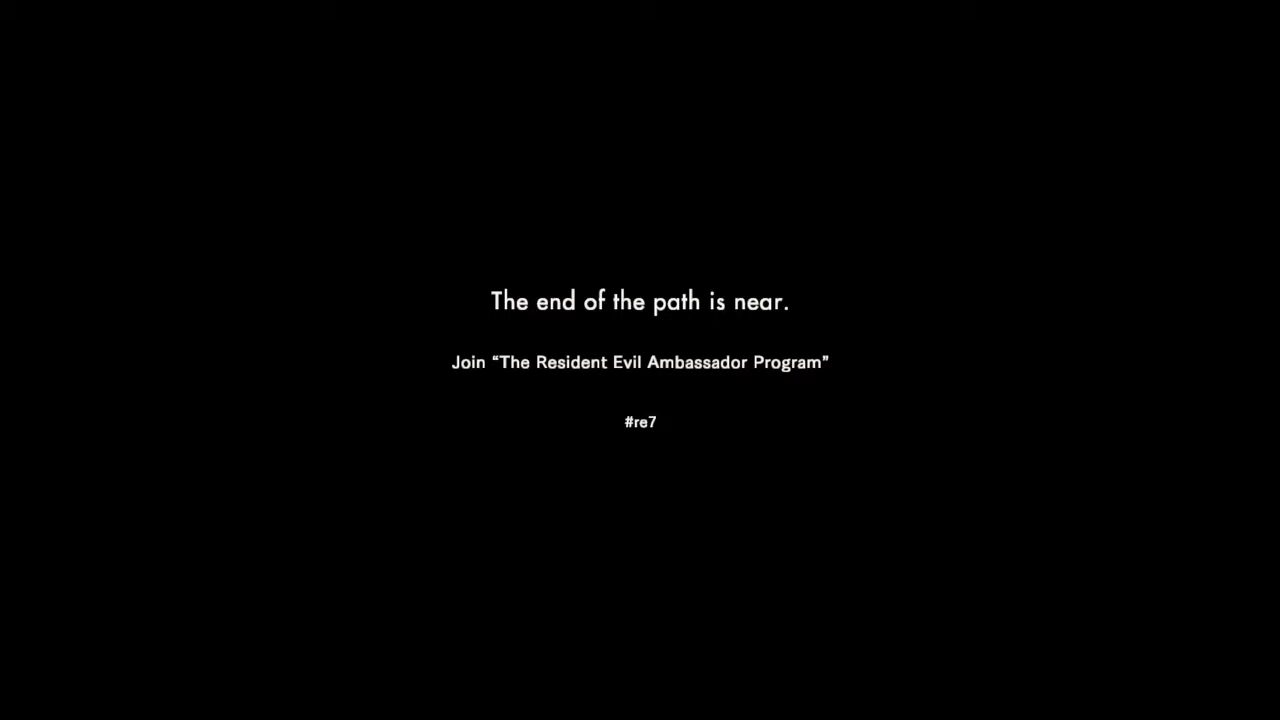 The end of the path is near.
Join “The Resident Evil Ambassador Program”
#re7